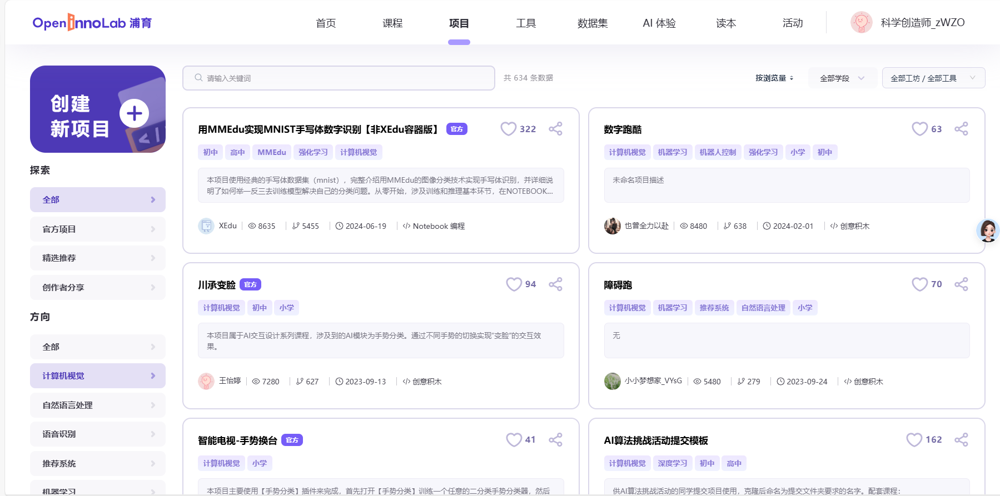 OpenInnoLab 浦育
首页 课程 项目 工具 数据集 AI 体验 读本 活动 科学创造师_zWZO
创建
新项目
</>
请输入关键词 共 634 条数据 按浏览量 全部学段 全部工坊 / 全部工具
探索
全部
官方项目
精选推荐
创作者分享
方向
全部
计算机视觉
自然语言处理
语音识别
推荐系统
机器学习
用MMEdu实现MNIST手写体数字识别【非XEdu容器版】 官方 322
初中 高中 MMEdu 强化学习 计算机视觉
本项目使用经典的手写体数据集（mnist），完整介绍用MMEdu的图像分类技术实现手写体识别，并详细说
明了如何举一反三去训练模型解决自己的分类问题。从零开始，涉及训练和推理基本环节，在NOTEBOOK...
XEdu 8635 5455 2024-06-19 </> Notebook 编程
数字跑酷 63
计算机视觉 机器学习 机器人控制 强化学习 小学 初中
未命名项目描述
也曾全力以赴 8480 638 2024-02-01 </> 创意积木
川承变脸 官方 94
计算机视觉 初中 小学
本项目属于AI交互设计系列课程，涉及到的AI模块为手势分类。通过不同手势的切换实现“变脸”的交互效
果。
王怡婷 7280 627 2023-09-13 </> 创意积木
障碍跑 70
计算机视觉 机器学习 推荐系统 自然语言处理 小学
无
小小梦想家_VYsG 5480 279 2023-09-24 </> 创意积木
智能电视-手势换台 官方 41
计算机视觉 小学
本项目主要使用【手势分类】插件来完成，首先打开【手势分类】训练一个任意的二分类手势分类器，然后
AI算法挑战活动提交模板 162
计算机视觉 深度学习 初中 高中
供AI算法挑战活动的同学提交项目使用，克隆后命名为提交文件夹要求的名字。配套课程：